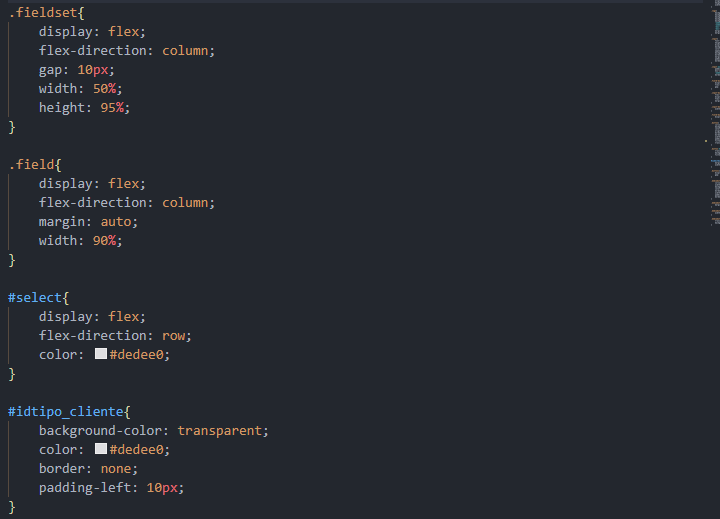 .fieldset{
    display: flex;
    flex-direction: column;
    gap: 10px;
    width: 50%;
    height: 95%;
}

.field{
    display: flex;
    flex-direction: column;
    margin: auto;
    width: 90%;
}

#select{
    display: flex;
    flex-direction: row;
    color: #dedee0;
}

#idtipo_cliente{
    background-color: transparent;
    color: #dedee0;
    border: none;
    padding-left: 10px;
}